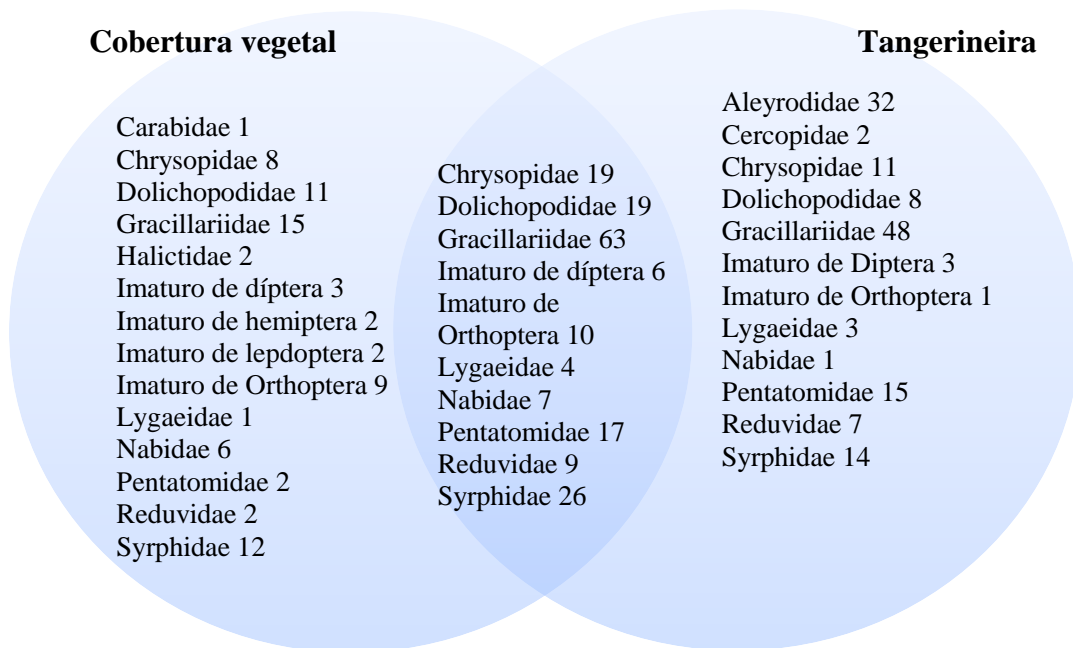 Cobertura vegetal
Carabidae 1
Chrysopidae 8
Dolichopodidae 11
Gracillariidae 15
Halictidae 2
Imaturo de díptera 3
Imaturo de hemiptera 2
Imaturo de lepdoptera 2
Imaturo de Orthoptera 9
Lygaeidae 1
Nabidae 6
Pentatomidae 2
Reduvidae 2
Syrphidae 12
Chrysopidae 19
Dolichopodidae 19
Gracillariidae 63
Imaturo de díptera 6
Imaturo de
Orthoptera 10
Lygaeidae 4
Nabidae 7
Pentatomidae 17
Reduvidae 9
Syrphidae 26
Tangerineira
Aleyrodidae 32
Cercopidae 2
Chrysopidae 11
Dolichopodidae 8
Gracillariidae 48
Imaturo de Diptera 3
Imaturo de Orthoptera 1
Lygaeidae 3
Nabidae 1
Pentatomidae 15
Reduvidae 7
Syrphidae 14